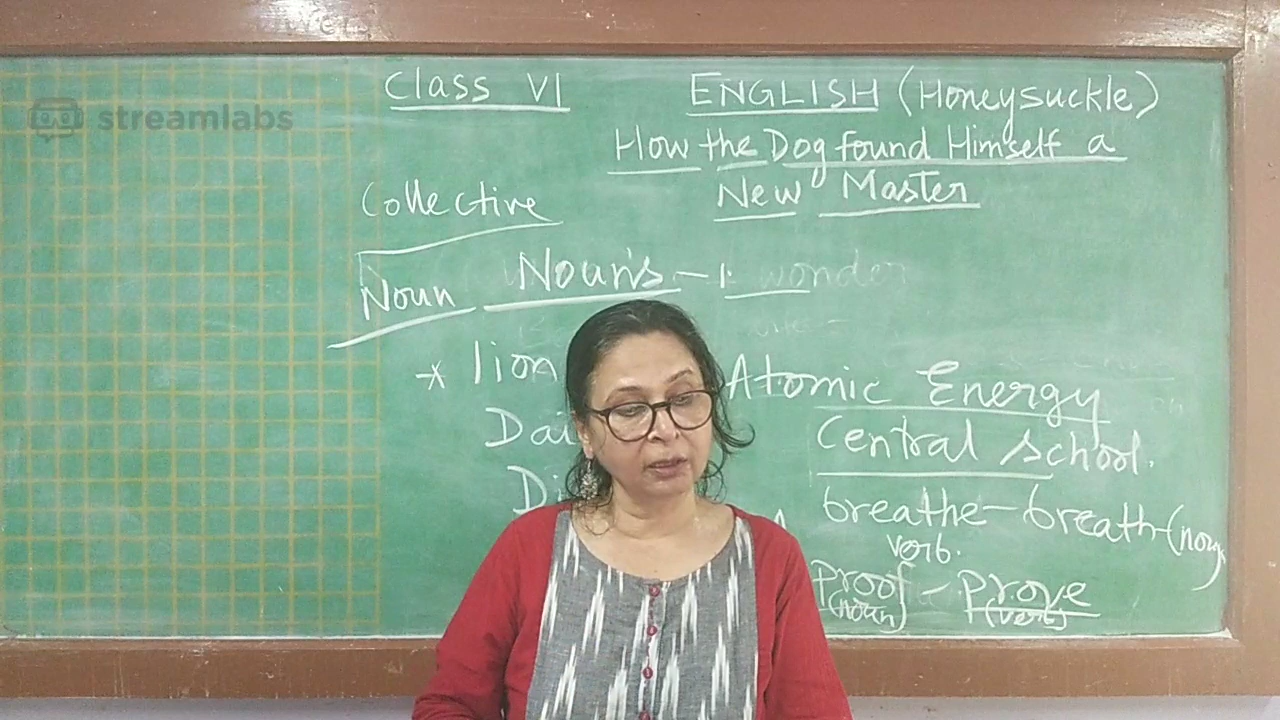 streamlabs
Class VI ENGLISH (Honeysuckle)
How the Dog found Himself a
New Master
Collective
Noun Nouns - 1. wonder
* lion
Atomic Energy
Central School.
breathe - breath - (noun
verb.
proof - prove
(noun) (verb)